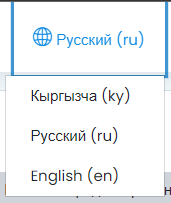 Русский (ru)
Кыргызча (ky)
Русский (ru)
English (en)